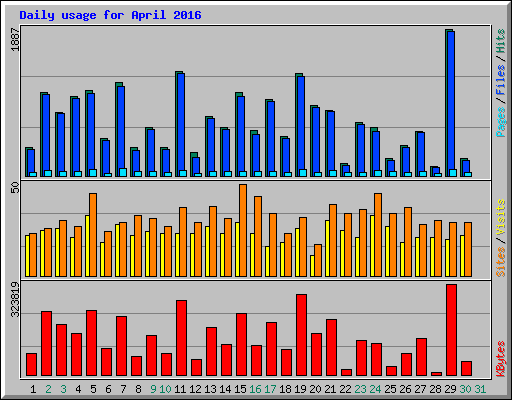 Daily usage for April 2016
1887
Pages / Files / Hits
50
Sites / Visits
323819
KBytes
1 2 3 4 5 6 7 8 9 10 11 12 13 14 15 16 17 18 19 20 21 22 23 24 25 26 27 28 29 30 31